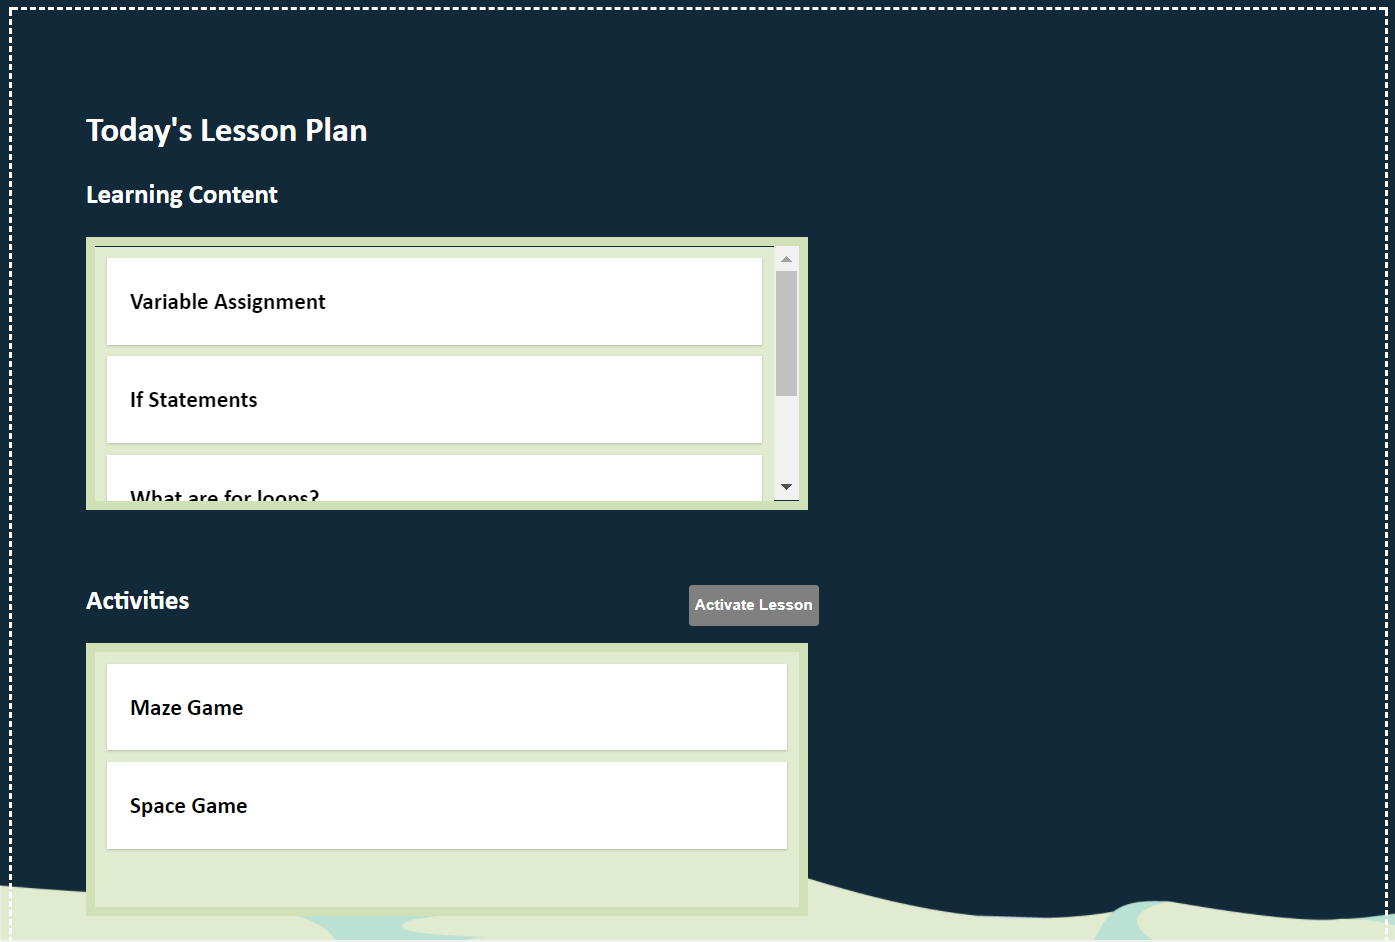 Today's Lesson Plan
Learning Content
Variable Assignment
If Statements
What are for loops?
Activities
Activate Lesson
Maze Game
Space Game